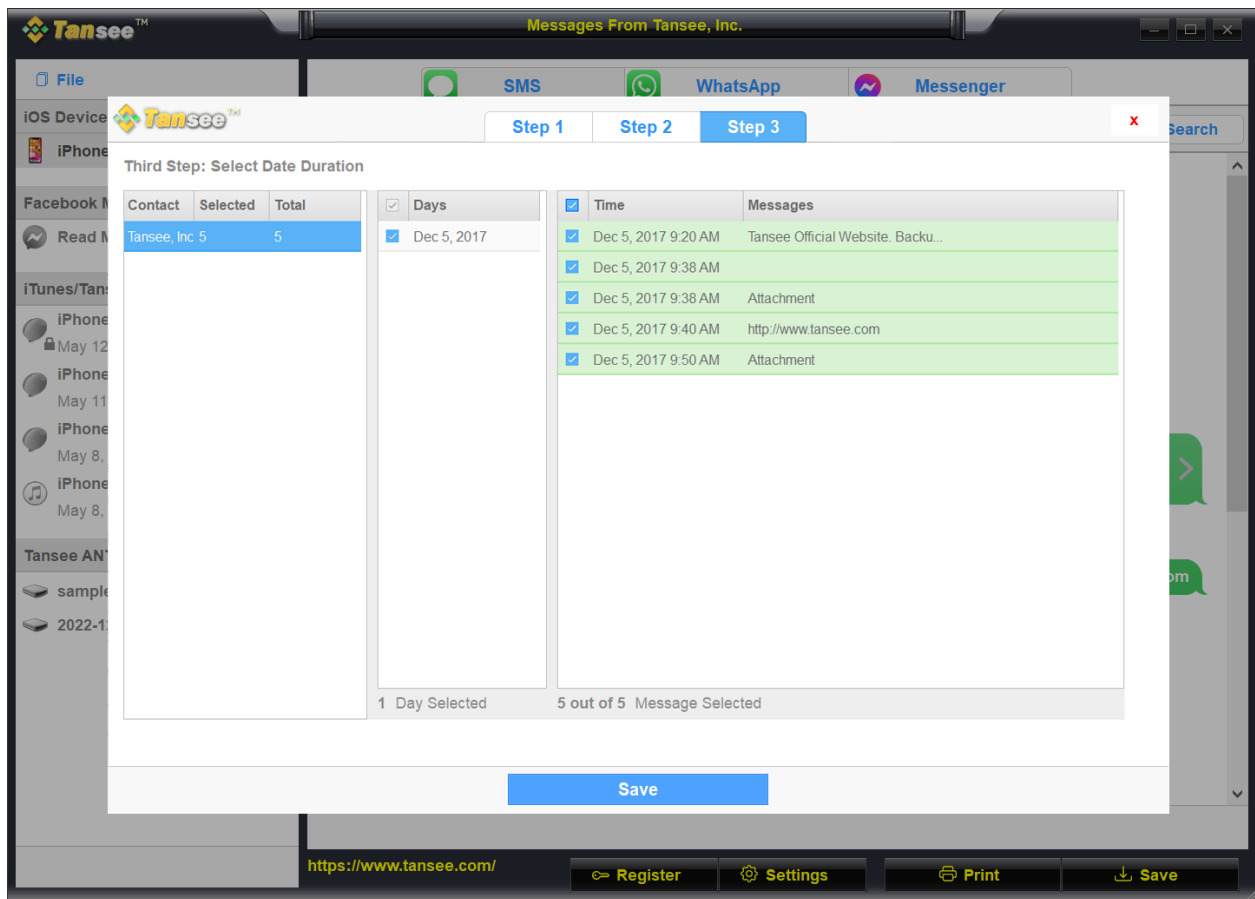 Tansee™
Messages From Tansee, Inc.
File
SMS
WhatsApp
Messenger
iOS Device
Tansee™
Step 1
Step 2
Step 3
x
Search
iPhone
Third Step: Select Date Duration
Facebook M
Contact Selected Total
Days
Time Messages
Read M
Tansee, Inc 5 5
Dec 5, 2017
Dec 5, 2017 9:20 AM Tansee Official Website. Backu...
Dec 5, 2017 9:38 AM
iTunes/Tans
Dec 5, 2017 9:38 AM Attachment
iPhone
May 12
Dec 5, 2017 9:40 AM http://www.tansee.com
Dec 5, 2017 9:50 AM Attachment
iPhone
May 11
iPhone
May 8,
iPhone
May 8,
Tansee AN
om
sample
2022-1
1 Day Selected
5 out of 5 Message Selected
Save
https://www.tansee.com/
Register
Settings
Print
Save